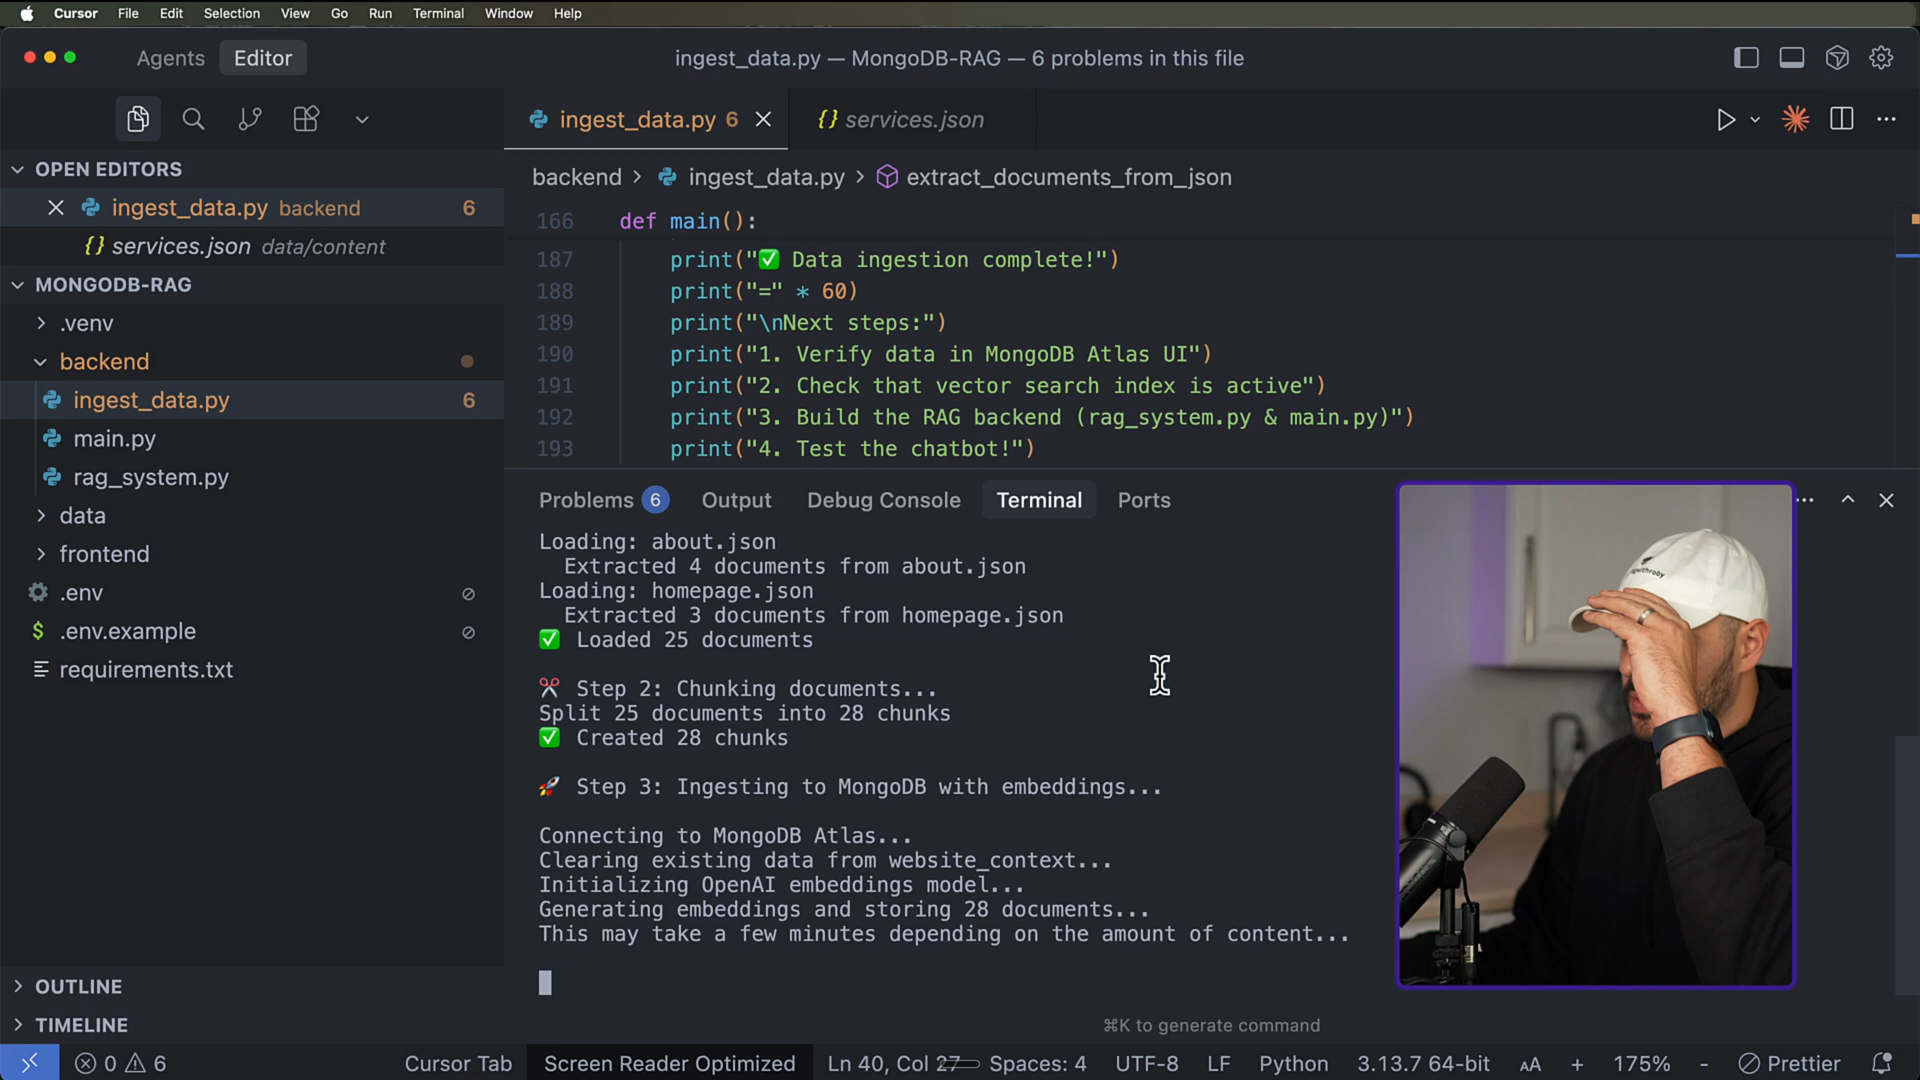 Cursor File Edit Selection View Go Run Terminal Window Help
Agents Editor
ingest_data.py — MongoDB-RAG — 6 problems in this file
ingest_data.py 6
{} services.json
OPEN EDITORS
ingest_data.py backend 6
{} services.json data/content
MONGODB-RAG
.venv
backend
ingest_data.py 6
main.py
rag_system.py
data
frontend
.env
$ .env.example
requirements.txt
OUTLINE
TIMELINE
backend > ingest_data.py > extract_documents_from_json
166 def main():
187 print("✅ Data ingestion complete!")
188 print("=" * 60)
189 print("\nNext steps:")
190 print("1. Verify data in MongoDB Atlas UI")
191 print("2. Check that vector search index is active")
192 print("3. Build the RAG backend (rag_system.py & main.py)")
193 print("4. Test the chatbot!")
Problems 6 Output Debug Console Terminal Ports
Loading: about.json
Extracted 4 documents from about.json
Loading: homepage.json
Extracted 3 documents from homepage.json
✅ Loaded 25 documents
✂️ Step 2: Chunking documents...
Split 25 documents into 28 chunks
✅ Created 28 chunks
🚀 Step 3: Ingesting to MongoDB with embeddings...
Connecting to MongoDB Atlas...
Clearing existing data from website_context...
Initializing OpenAI embeddings model...
Generating embeddings and storing 28 documents...
This may take a few minutes depending on the amount of content...
⌘K to generate command
0 6 Cursor Tab Screen Reader Optimized Ln 40, Col 27 Spaces: 4 UTF-8 LF Python 3.13.7 64-bit AA + 175% - Prettier